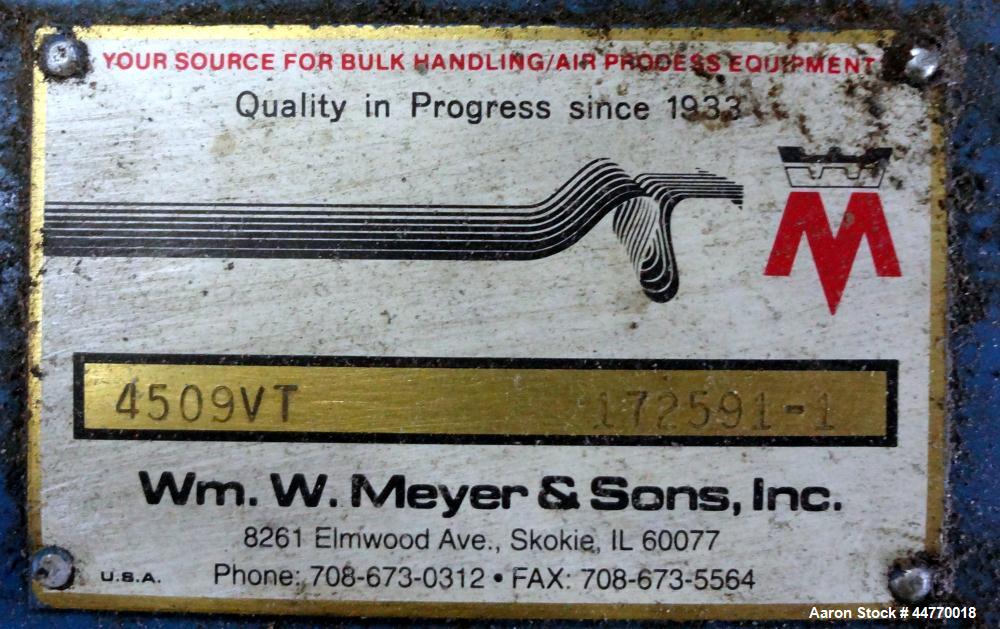 YOUR SOURCE FOR BULK HANDLING/AIR PROCESS EQUIPMENT
Quality in Progress since 1933
M
4509VT 172591-1
Wm. W. Meyer & Sons, Inc.
8261 Elmwood Ave., Skokie, IL 60077
U.S.A. Phone: 708-673-0312 • FAX: 708-673-5564
Aaron Stock # 44770018